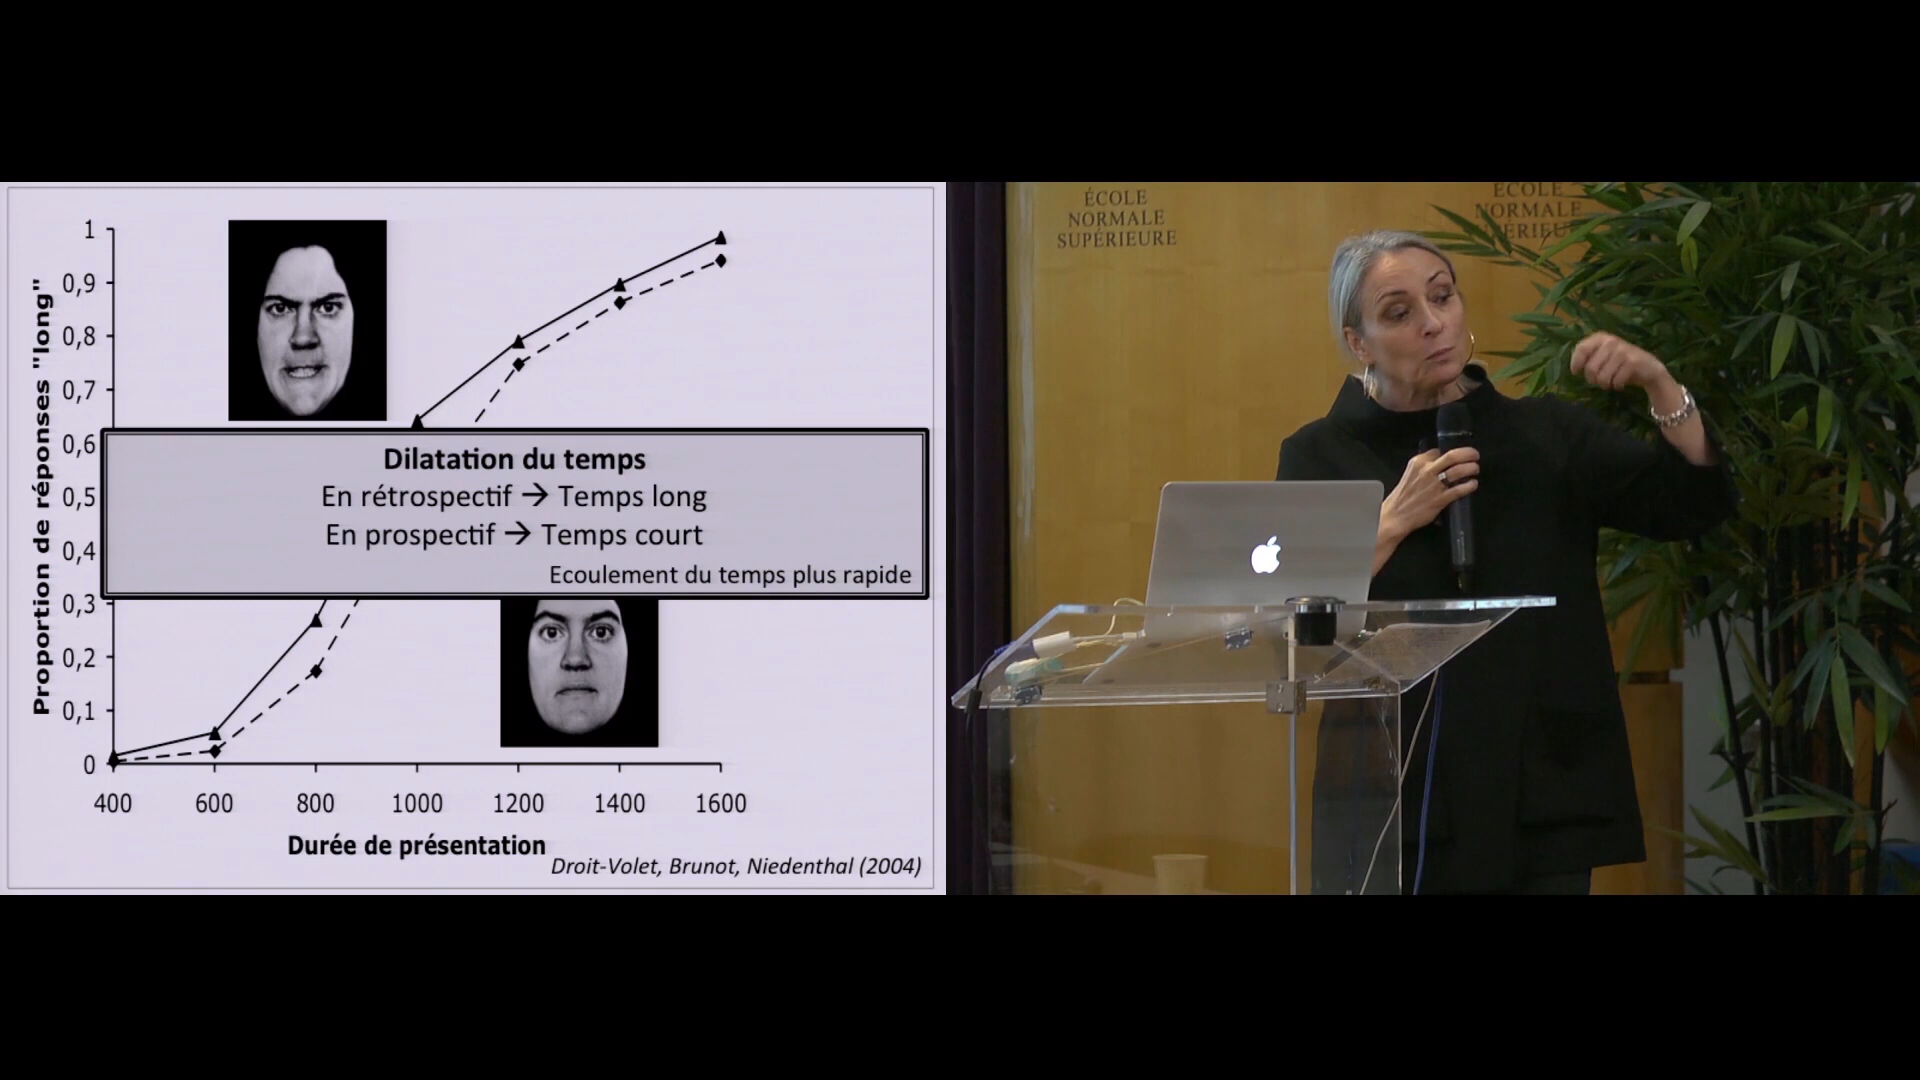 1
0,9
0,8
0,7
0,6
0,5
0,4
0,3
0,2
0,1
0
Proportion de réponses "long"
Dilatation du temps
En rétrospectif → Temps long
En prospectif → Temps court
Ecoulement du temps plus rapide
400 600 800 1000 1200 1400 1600
Durée de présentation
Droit-Volet, Brunot, Niedenthal (2004)
ÉCOLE
NORMALE
SUPÉRIEURE
ÉCOLE
NORMALE